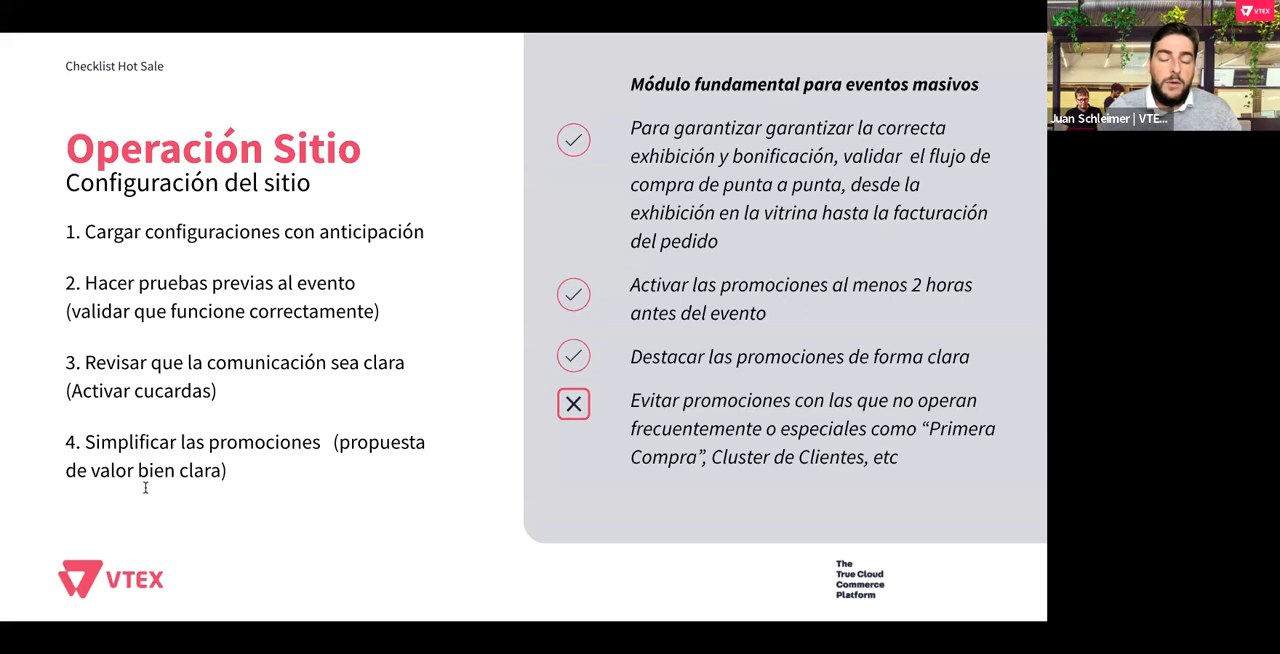 Checklist Hot Sale
Operación Sitio
Configuración del sitio
1. Cargar configuraciones con anticipación
2. Hacer pruebas previas al evento
(validar que funcione correctamente)
3. Revisar que la comunicación sea clara
(Activar cucardas)
4. Simplificar las promociones (propuesta
de valor bien clara)
Módulo fundamental para eventos masivos
Para garantizar garantizar la correcta
exhibición y bonificación, validar el flujo de
compra de punta a punta, desde la
exhibición en la vitrina hasta la facturación
del pedido
Activar las promociones al menos 2 horas
antes del evento
Destacar las promociones de forma clara
Evitar promociones con las que no operan
frecuentemente o especiales como “Primera
Compra”, Cluster de Clientes, etc
VTEX
The
True Cloud
Commerce
Platform
VTEX
Juan Schleimer | VTE...